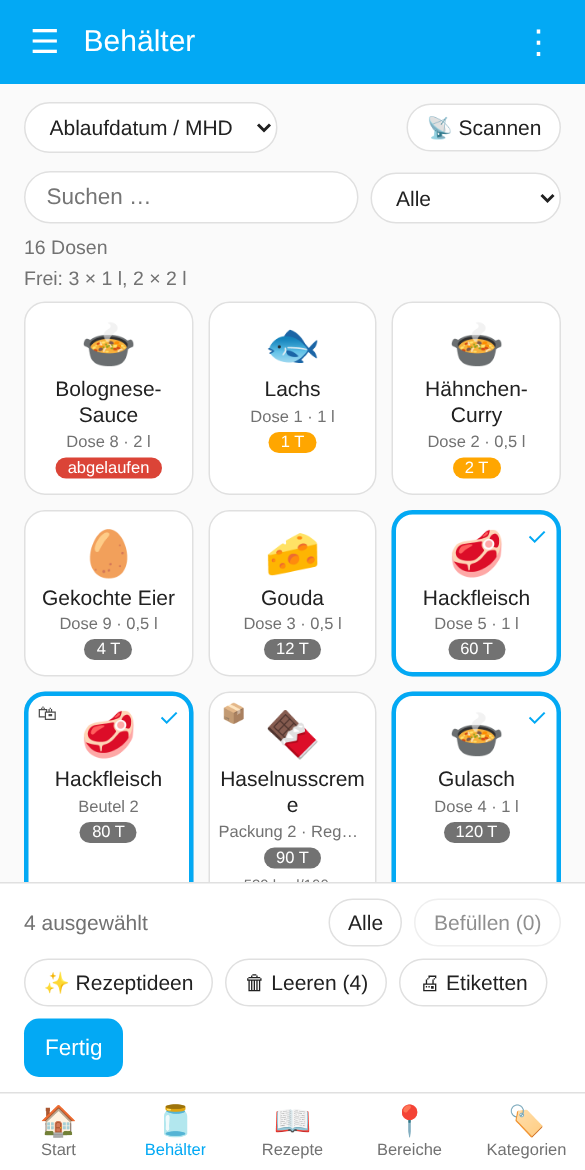 Behälter
Ablaufdatum / MHD
Scannen
Suchen …
Alle
16 Dosen
Frei: 3 × 1 l, 2 × 2 l
Bolognese-
Sauce
Dose 8 · 2 l
abgelaufen
Lachs
Dose 1 · 1 l
1 T
Hähnchen-
Curry
Dose 2 · 0,5 l
2 T
Gekochte Eier
Dose 9 · 0,5 l
4 T
Gouda
Dose 3 · 0,5 l
12 T
Hackfleisch
Dose 5 · 1 l
60 T
Hackfleisch
Beutel 2
80 T
Haselnusscrem
e
Packung 2 · Reg…
90 T
Gulasch
Dose 4 · 1 l
120 T
4 ausgewählt
Alle
Befüllen (0)
Rezeptideen
Leeren (4)
Etiketten
Fertig
Start
Behälter
Rezepte
Bereiche
Kategorien